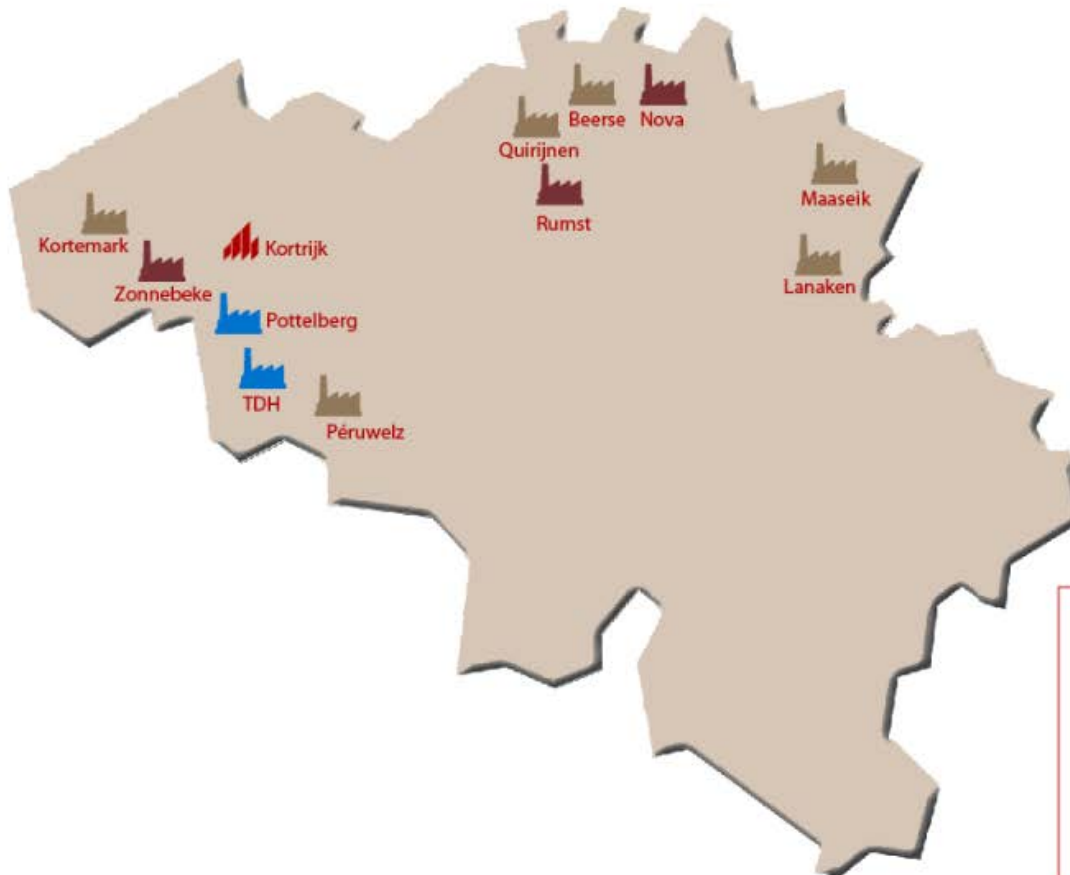 Beerse
Nova
Quirijnen
Maaseik
Rumst
Kortemark
Kortrijk
Lanaken
Zonnebeke
Pottelberg
TDH
Péruwelz